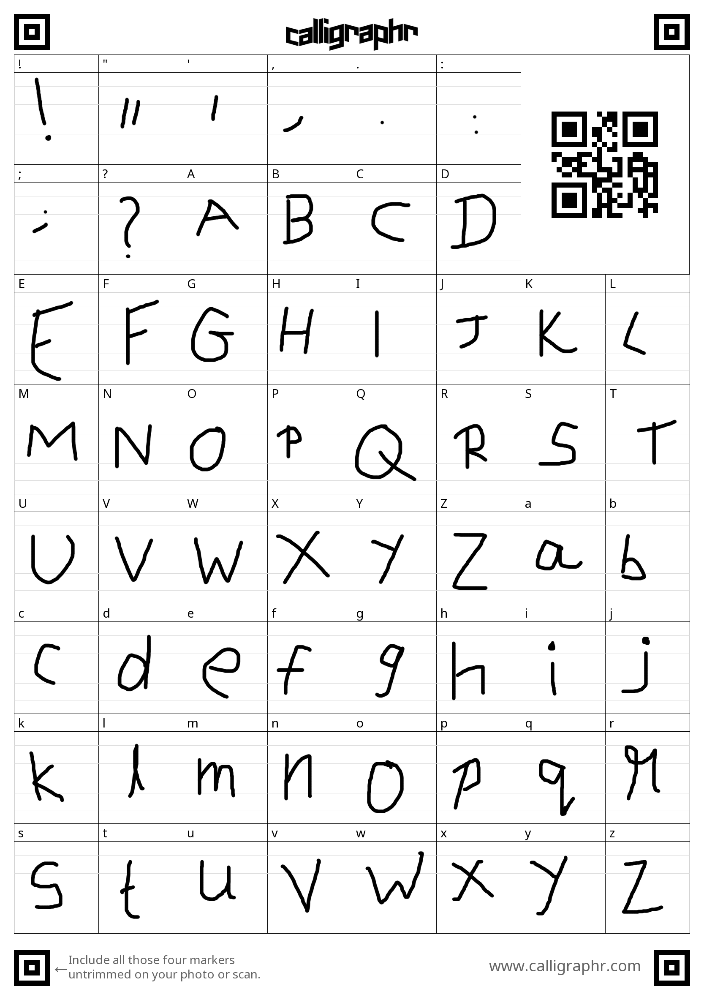 calligraphr
! " ' , . :
! " ' , . :
; ? A B C D
; ? A B C D
E F G H I J K L
E F G H I J K L
M N O P Q R S T
M N O P Q R S T
U V W X Y Z a b
U V W X Y Z a b
c d e f g h i j
c d e f g h i j
k l m n o p q r
k l m n o p q r
s t u v w x y z
s t u v w x y z
←Include all those four markers
untrimmed on your photo or scan.
www.calligraphr.com